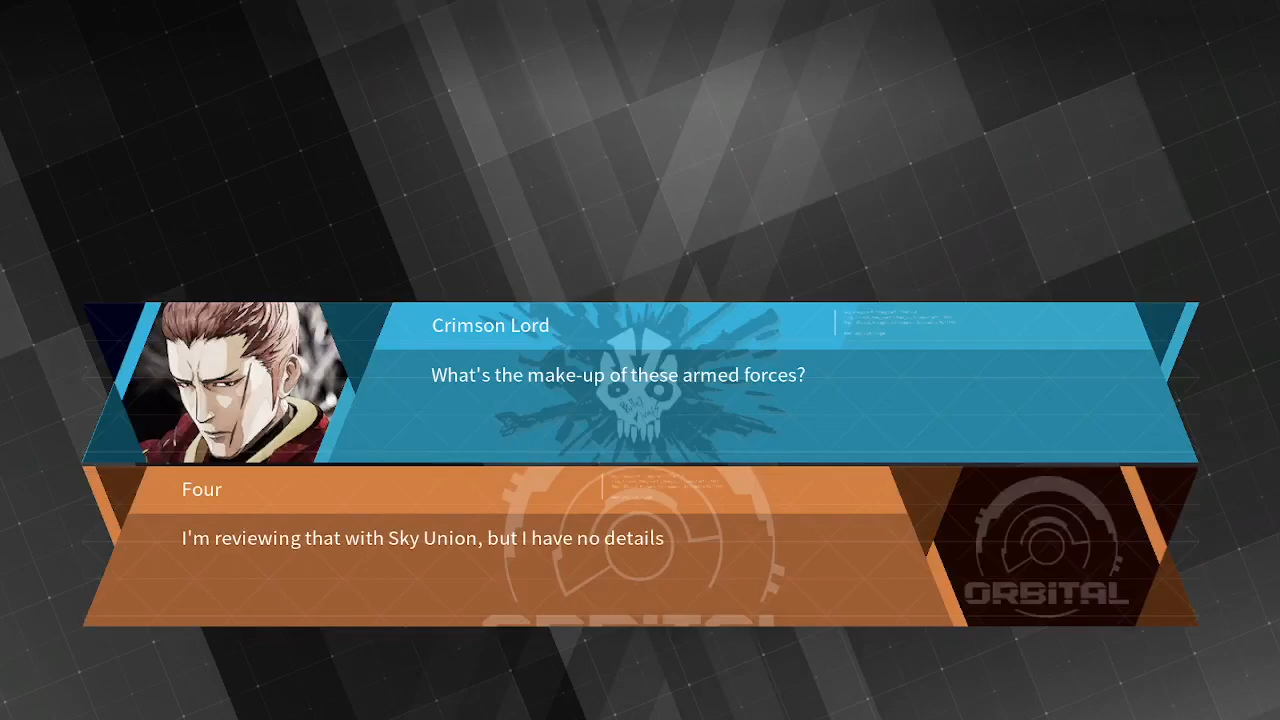 Crimson Lord
What's the make-up of these armed forces?
Four
I'm reviewing that with Sky Union, but I have no details
ORBITAL